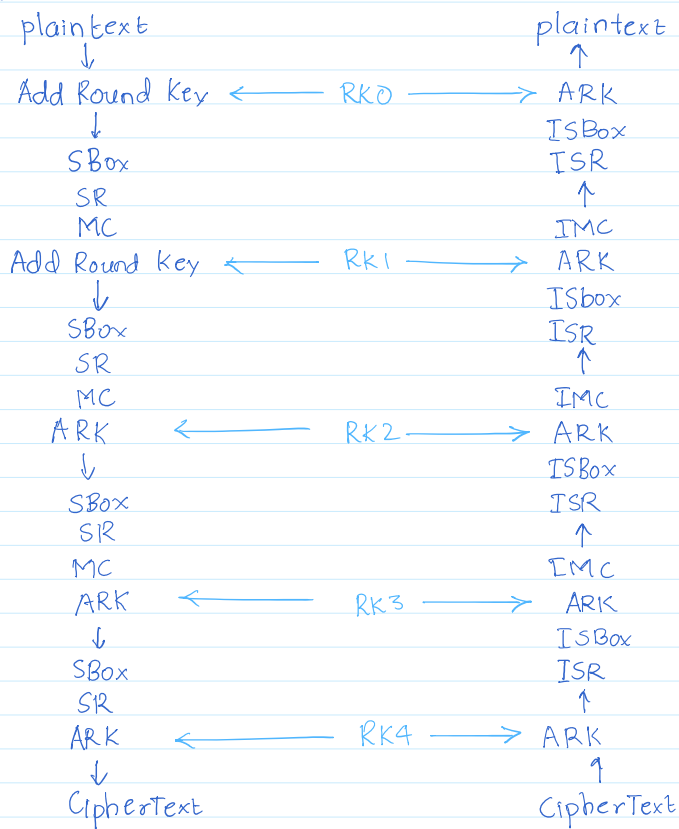 plaintext plaintext
Add Round Key RK0 ARK
ISBox
SBox ISR
SR
MC IMC
Add Round Key RK1 ARK
ISbox
SBox ISR
SR
MC IMC
ARK RK2 ARK
ISBox
SBox ISR
SR
MC IMC
ARK RK3 ARK
ISBox
SBox ISR
SR
ARK RK4 ARK
CipherText CipherText